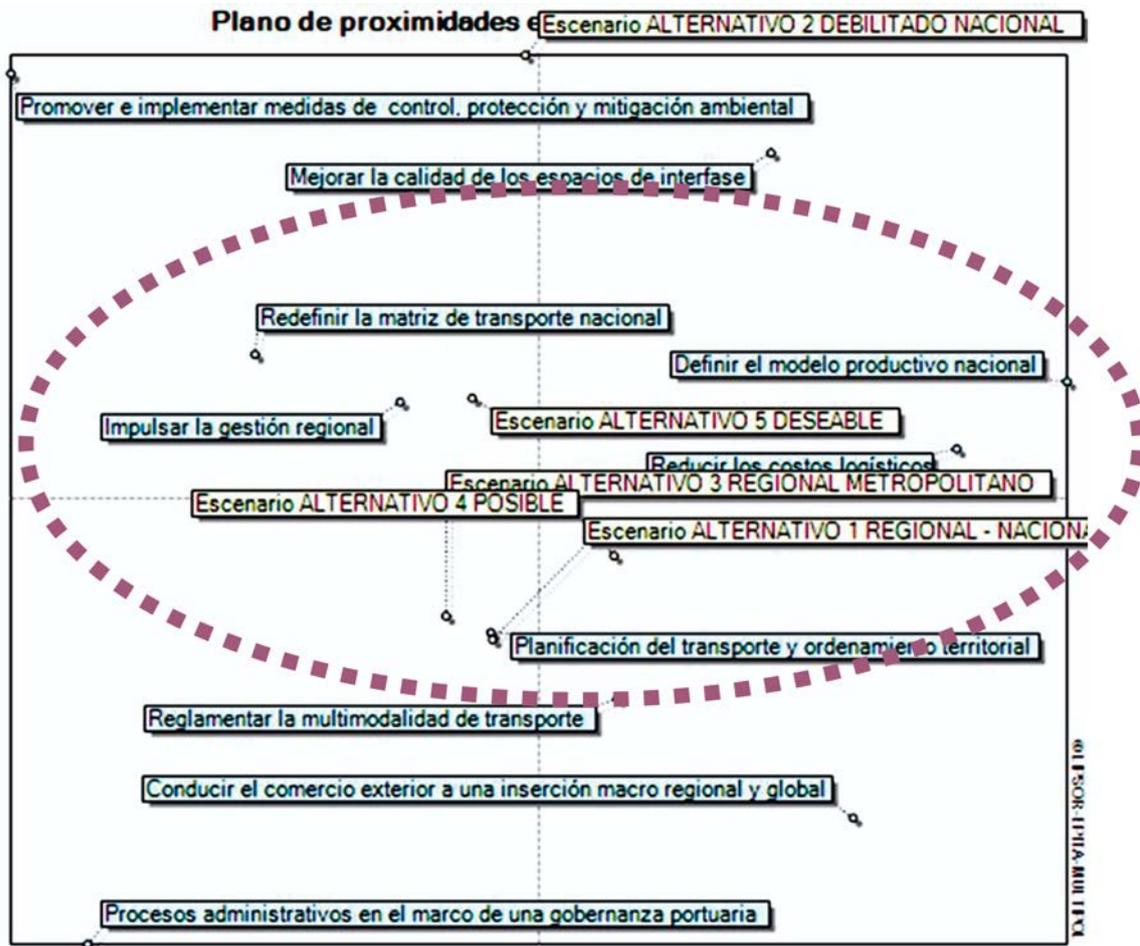 Plano de proximidades e
Escenario ALTERNATIVO 2 DEBILITADO NACIONAL
Promover e implementar medidas de control, protección y mitigación ambiental
Mejorar la calidad de los espacios de interfase
Redefinir la matriz de transporte nacional
Definir el modelo productivo nacional
Escenario ALTERNATIVO 5 DESEABLE
Impulsar la gestión regional
Reducir los costos logísticos
Escenario ALTERNATIVO 3 REGIONAL METROPOLITANO
Escenario ALTERNATIVO 4 POSIBLE
Escenario ALTERNATIVO 1 REGIONAL - NACIONA
Planificación del transporte y ordenamiento territorial
Reglamentar la multimodalidad de transporte
Conducir el comercio exterior a una inserción macro regional y global
Procesos administrativos en el marco de una gobernanza portuaria